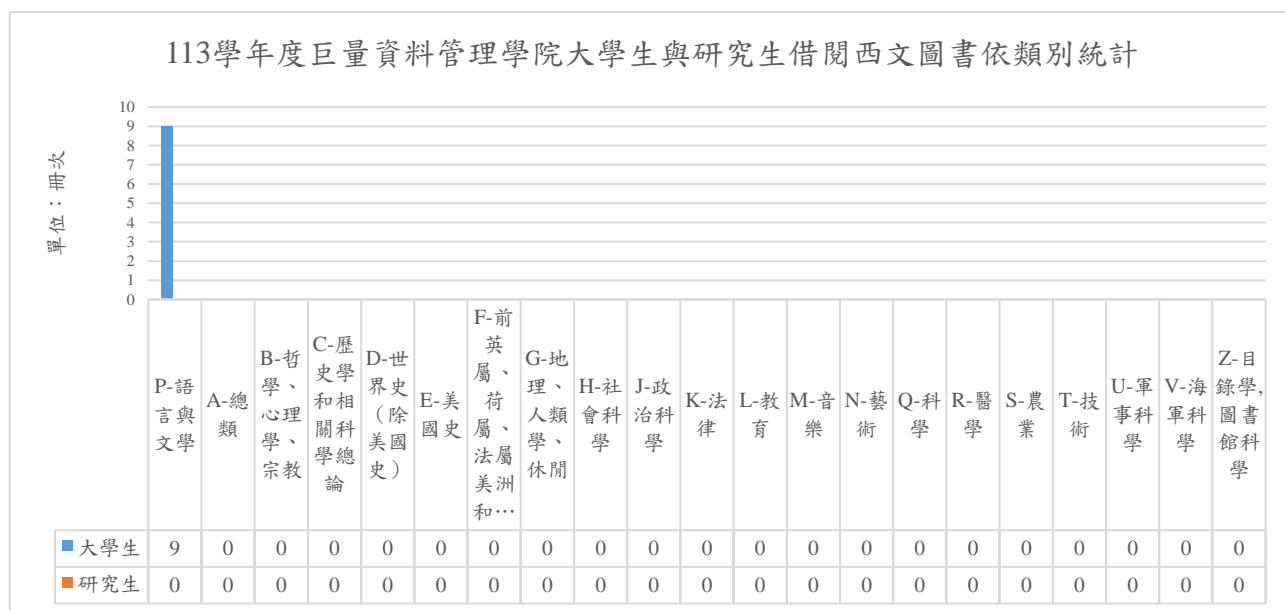 113學年度巨量資料管理學院大學生與研究生借閱西文圖書依類別統計
單位：冊次
10
9
8
7
6
5
4
3
2
1
0
P-語
言與
文學
A-總
類
B-哲
學、
心理
學、
宗教
C-歷
史學
和相
關科
學總
論
D-世
界史
（除
美國
史）
E-美
國史
F-前
英
屬、
荷
屬、
法屬
美洲
和…
G-地
理、
人類
學、
休閒
H-社
會科
學
J-政
治科
學
K-法
律
L-教
育
M-音
樂
N-藝
術
Q-科
學
R-醫
學
S-農
業
T-技
術
U-軍
事科
學
V-海
軍科
學
Z-目
錄學,
圖書
館科
學
大學生 9 0 0 0 0 0 0 0 0 0 0 0 0 0 0 0 0 0 0 0 0
研究生 0 0 0 0 0 0 0 0 0 0 0 0 0 0 0 0 0 0 0 0 0